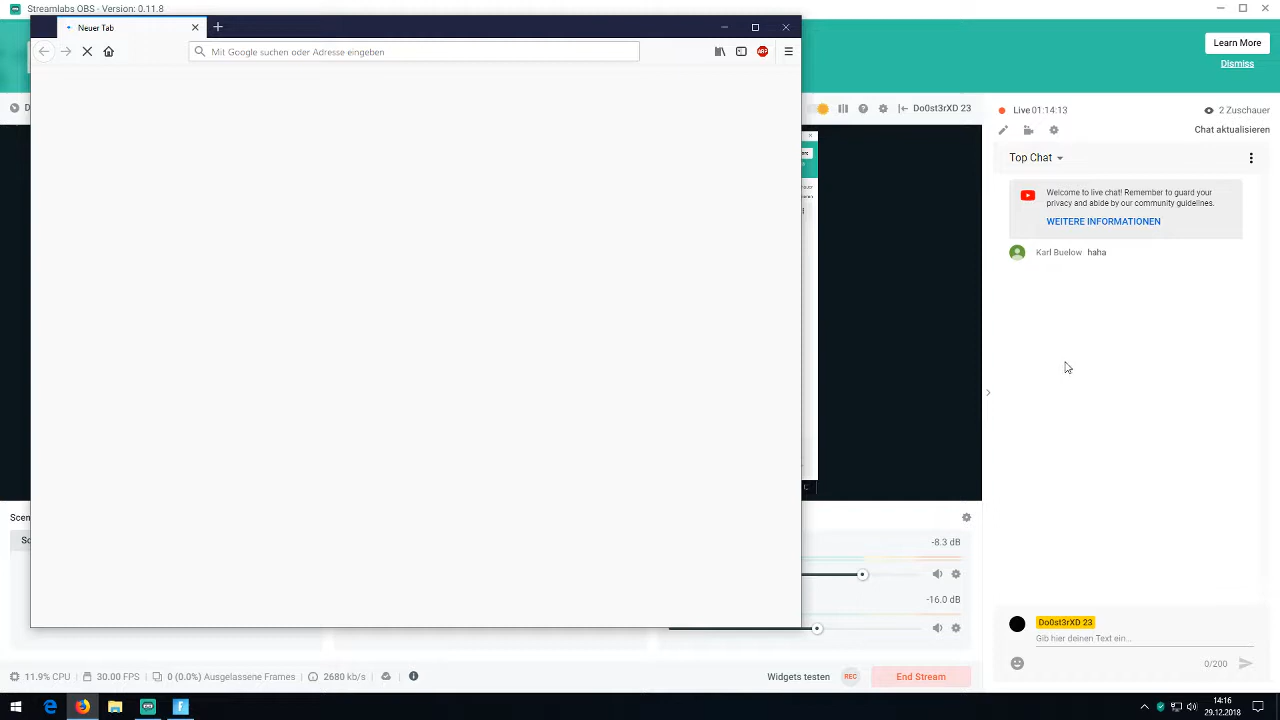 Streamlabs OBS - Version: 0.11.8
Neuer Tab
Mit Google suchen oder Adresse eingeben
ABP
Learn More
Dismiss
D
Do0st3rXD 23
Live 01:14:13
2 Zuschauer
Chat aktualisieren
Top Chat
Welcome to live chat! Remember to guard your
privacy and abide by our community guidelines.
WEITERE INFORMATIONEN
Karl Buelow haha
Scen
Sc
-8.3 dB
-16.0 dB
Do0st3rXD 23
Gib hier deinen Text ein...
0/200
11.9% CPU
30.00 FPS
0 (0.0%) Ausgelassene Frames
2680 kb/s
Widgets testen
REC
End Stream
14:16
29.12.2018